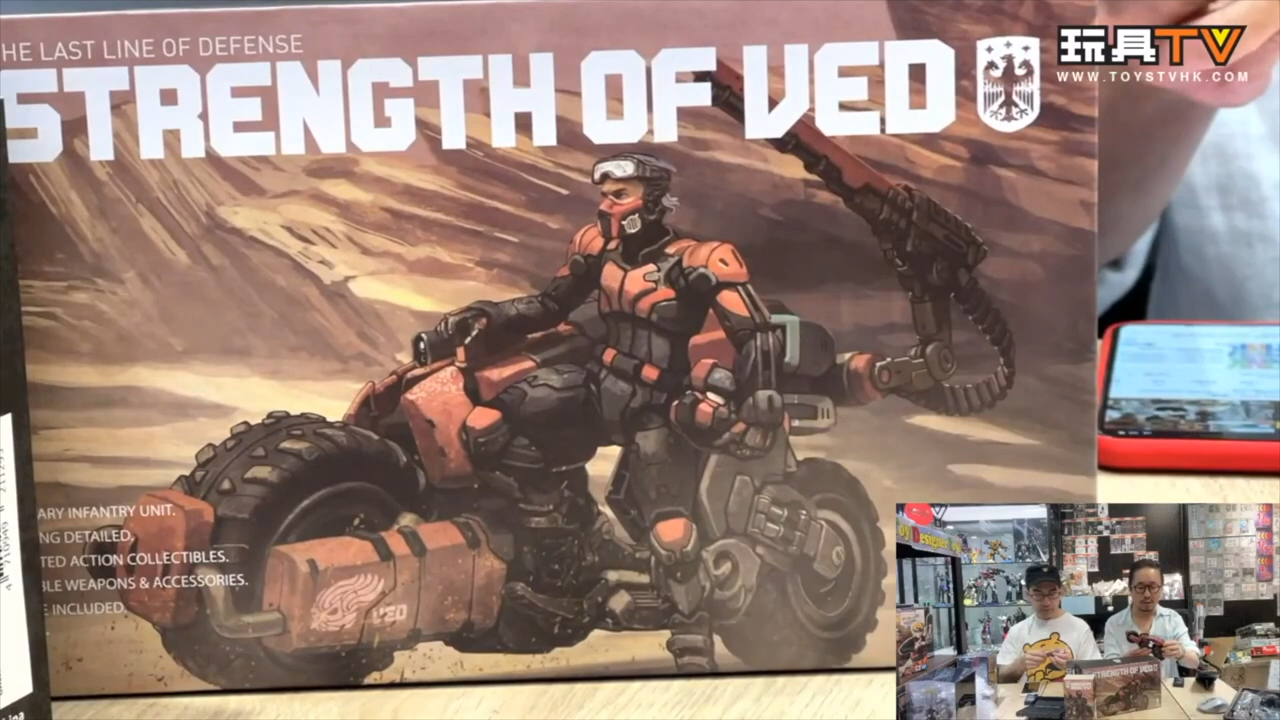 HE LAST LINE OF DEFENSE
STRENGTH OF VED
玩具TV
WWW.TOYSTVHK.COM
ARY INFANTRY UNIT.
NG DETAILED,
TED ACTION COLLECTIBLES.
BLE WEAPONS & ACCESSORIES.
E INCLUDED.
VED
STRENGTH OF VED